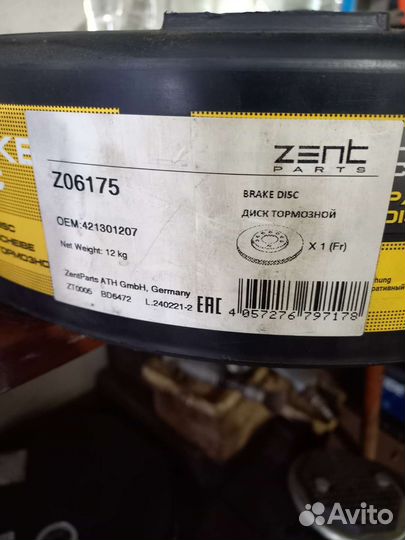 zent
PARTS
Z06175
BRAKE DISC
ДИСК ТОРМОЗНОЙ
OEM:421301207
Net Weight: 12 kg
X 1 (Fr)
ZentParts ATH GmbH, Germany
ZT0005 BD6472 L.240221-2
EAC
4 057276 797178
Avito